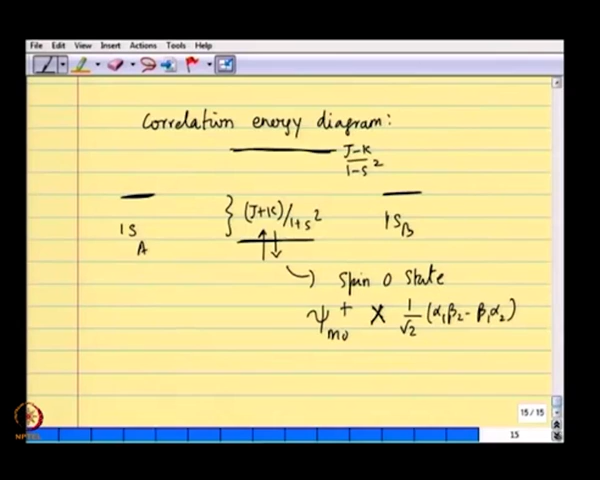 File Edit View Insert Actions Tools Help
Correlation energy diagram:
J-K
1-S²
1S
A
} (J+K)/1+S²
1S
B
↑↓
Spin 0 state
ψ + MO × 1/√2 (α₁β₂ - β₁α₂)
15/15
NPTEL
15